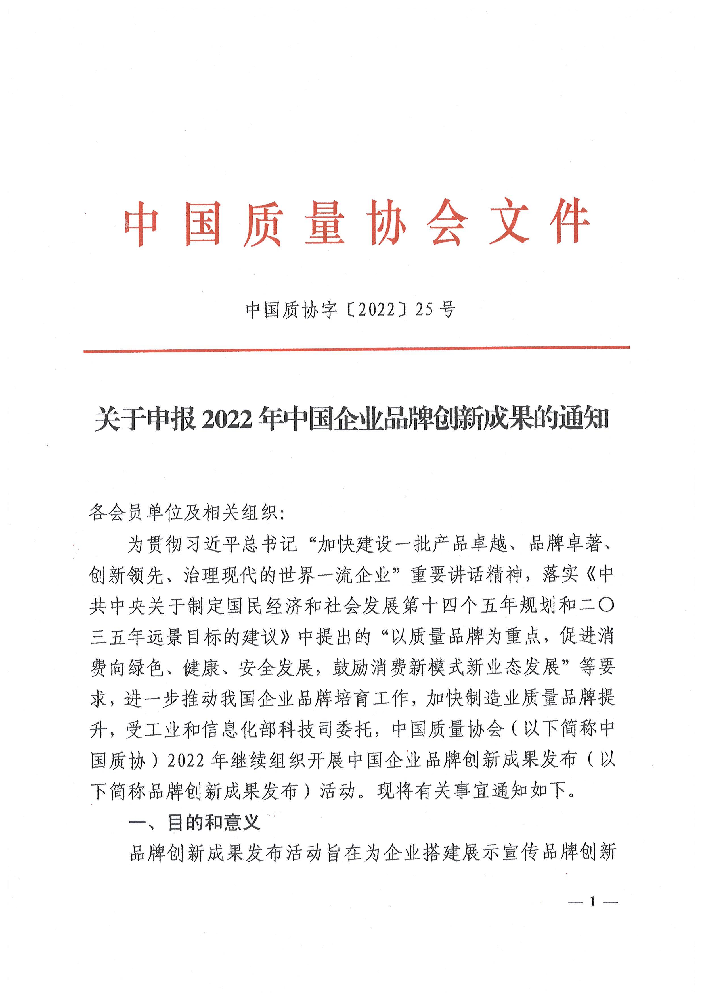 中国质量协会文件
中国质协字〔2022〕25号
关于申报2022年中国企业品牌创新成果的通知
各会员单位及相关组织：
为贯彻习近平总书记“加快建设一批产品卓越、品牌卓著、
创新领先、治理现代的世界一流企业”重要讲话精神，落实《中
共中央关于制定国民经济和社会发展第十四个五年规划和二〇
三五年远景目标的建议》中提出的“以质量品牌为重点，促进消
费向绿色、健康、安全发展，鼓励消费新模式新业态发展”等要
求，进一步推动我国企业品牌培育工作，加快制造业质量品牌提
升，受工业和信息化部科技司委托，中国质量协会（以下简称中
国质协）2022年继续组织开展中国企业品牌创新成果发布（以
下简称品牌创新成果发布）活动。现将有关事宜通知如下。
一、目的和意义
品牌创新成果发布活动旨在为企业搭建展示宣传品牌创新
— 1 —